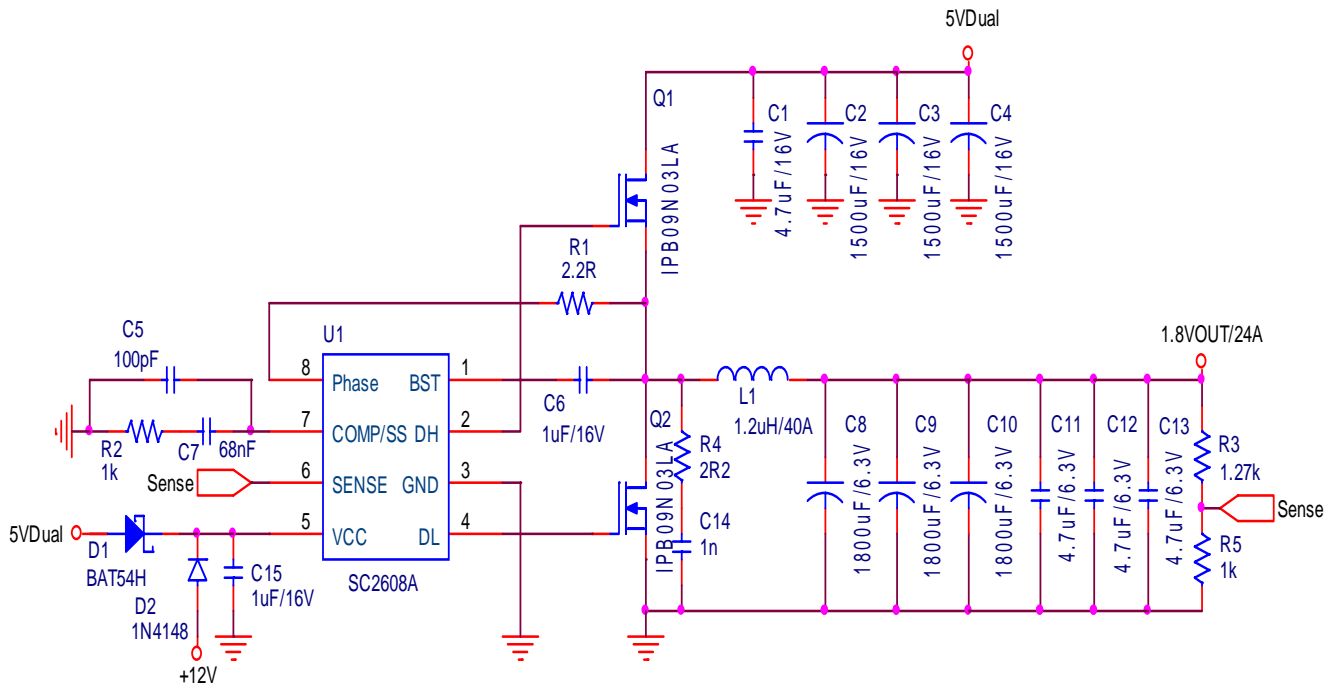 5VDual
Q1
IPB09N03LA
C1
4.7uF/16V
C2
1500uF/16V
C3
1500uF/16V
C4
1500uF/16V
R1
2.2R
C5
100pF
R2
1k
C7
68nF
U1
8
7
6
5
Phase
COMP/SS
SENSE
VCC
BST
DH
GND
DL
1
2
3
4
SC2608A
Sense
5VDual
D1
BAT54H
D2
1N4148
+12V
C15
1uF/16V
C6
1uF/16V
Q2
IPB09N03LA
R4
2R2
C14
1n
L1
1.2uH/40A
C8
1800uF/6.3V
C9
1800uF/6.3V
C10
1800uF/6.3V
C11
4.7uF/6.3V
C12
4.7uF/6.3V
C13
4.7uF/6.3V
1.8VOUT/24A
R3
1.27k
Sense
R5
1k